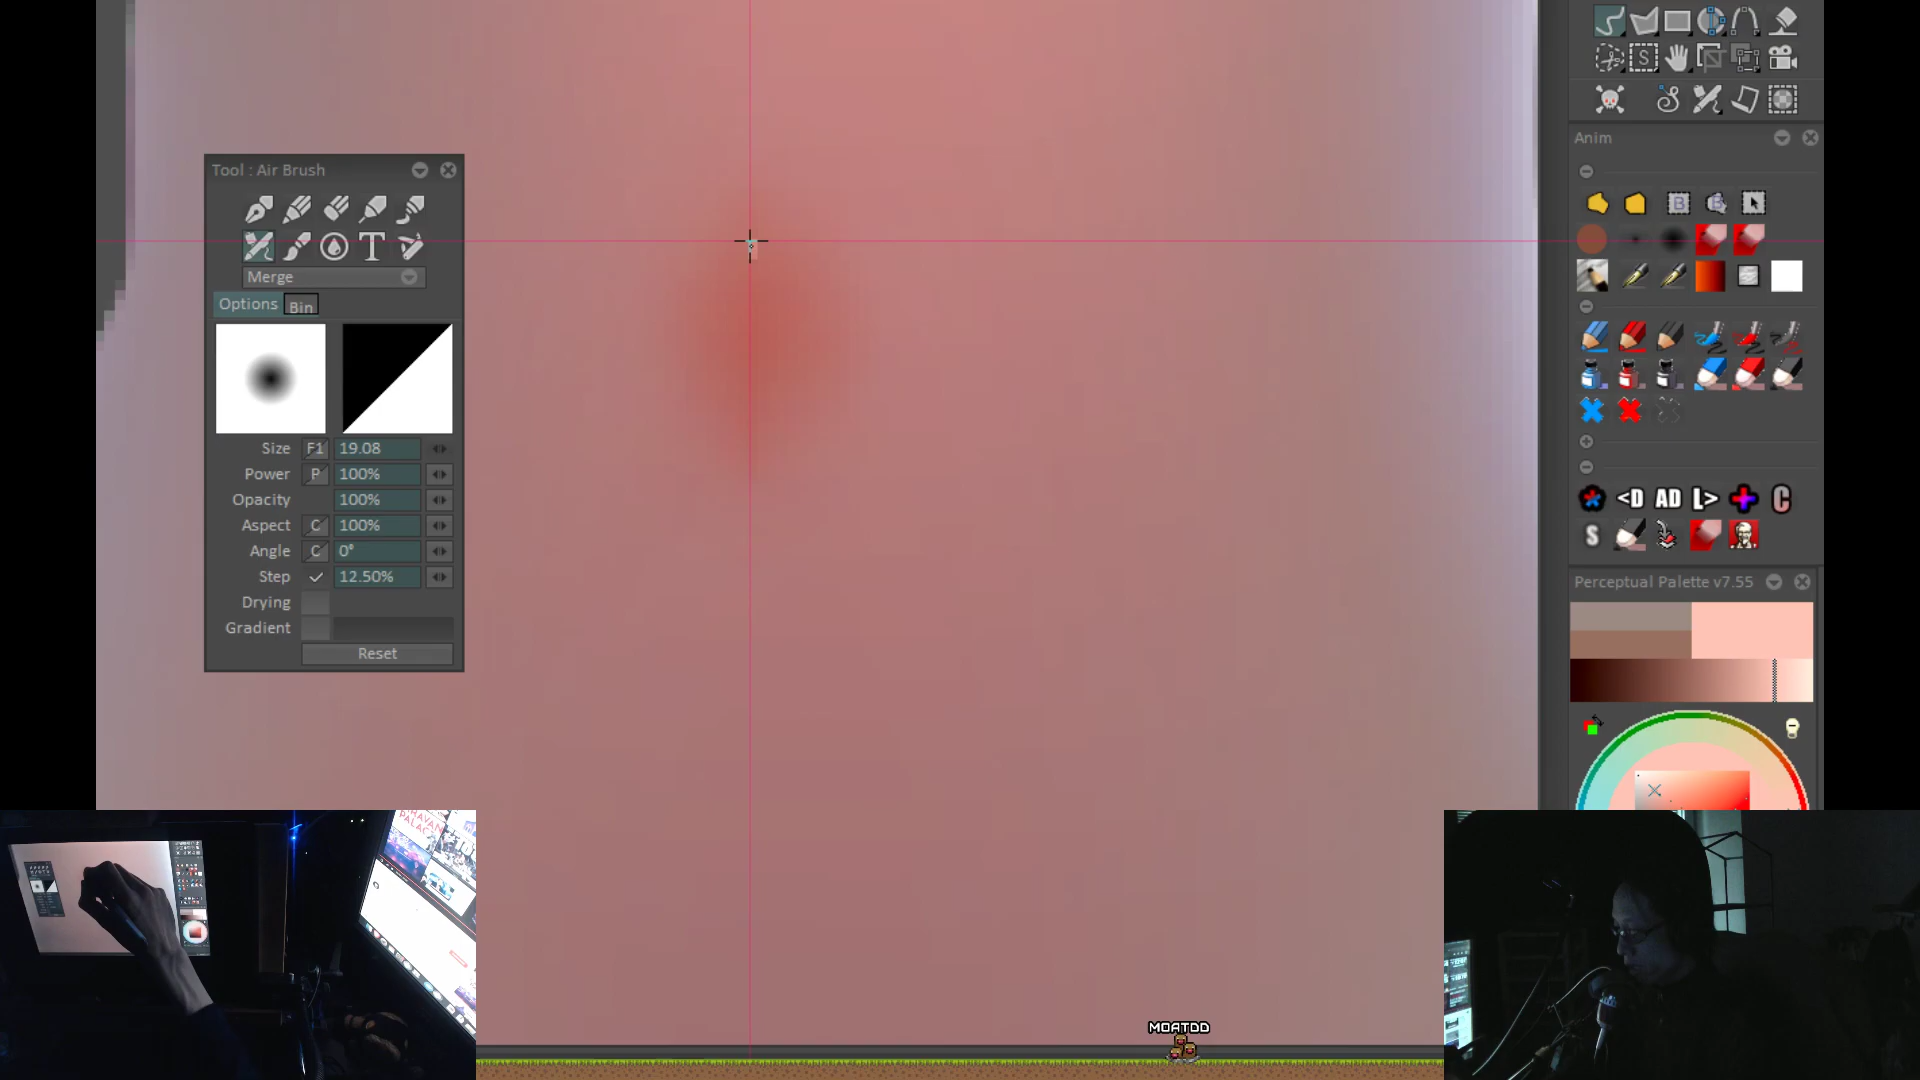 Tool : Air Brush
T
Merge
Options
Bin
Size F1 19.08
Power P 100%
Opacity 100%
Aspect C 100%
Angle C 0°
Step 12.50%
Drying
Gradient
Reset
S
Anim
B B
<D AD L> C
S
Perceptual Palette v7.55
PALACE
MOATDD